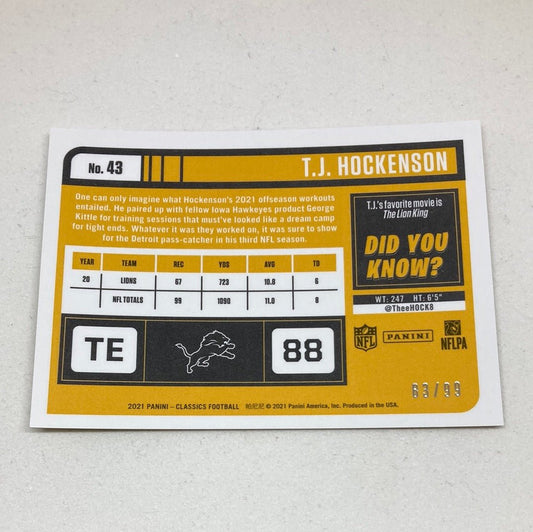 No. 43
T.J. HOCKENSON
One can only imagine what Hockenson's 2021 offseason workouts
entailed. He paired up with fellow Iowa Hawkeyes product George
Kittle for training sessions that must've looked like a dream camp
for tight ends. Whatever it was they worked on, it was sure to show
for the Detroit pass-catcher in his third NFL season.
T.J.'s favorite movie is
The Lion King
DID YOU
KNOW?
WT: 247 HT: 6'5"
@TheeHOCK8
YEAR TEAM REC YDS AVG TD
20 LIONS 67 723 10.8 6
NFL TOTALS 99 1090 11.0 8
TE
88
NFL PANINI NFLPA
63/99
2021 PANINI – CLASSICS FOOTBALL 帕尼尼 © 2021 Panini America, Inc. Produced in the USA.